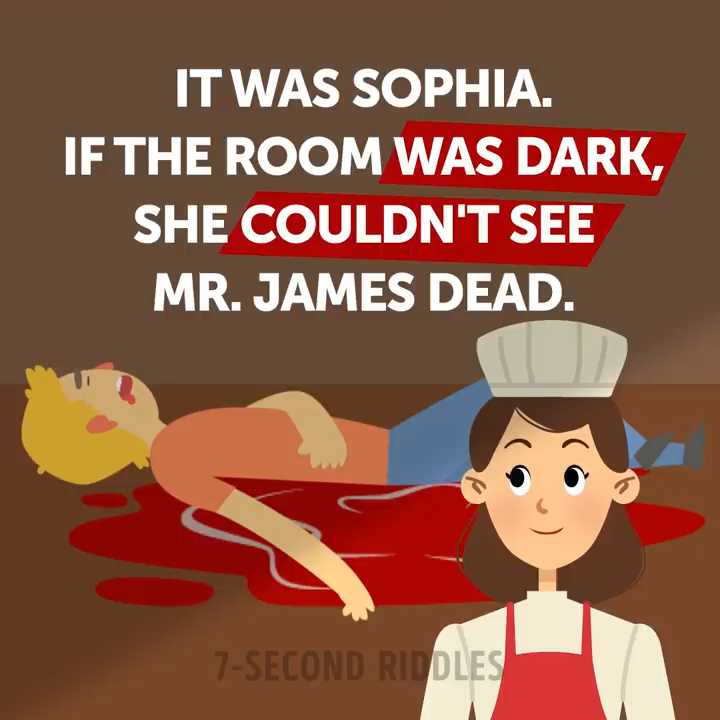 IT WAS SOPHIA.
IF THE ROOM WAS DARK,
SHE COULDN'T SEE
MR. JAMES DEAD.
7-SECOND RIDDLES